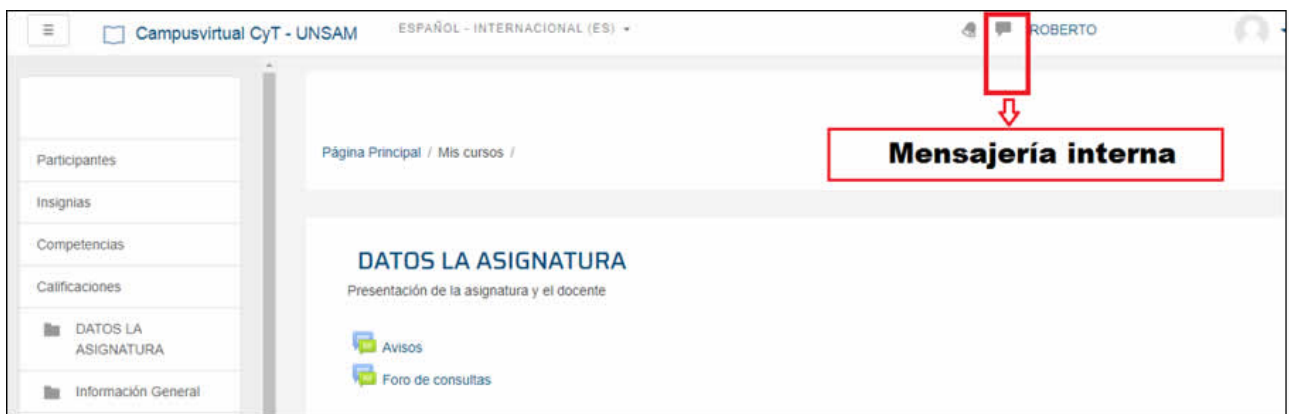 Campusvirtual CyT - UNSAM
ESPAÑOL - INTERNACIONAL (ES)
ROBERTO
Mensajería interna
Participantes
Insignias
Competencias
Calificaciones
DATOS LA
ASIGNATURA
Información General
Página Principal / Mis cursos /
DATOS LA ASIGNATURA
Presentación de la asignatura y el docente
Avisos
Foro de consultas